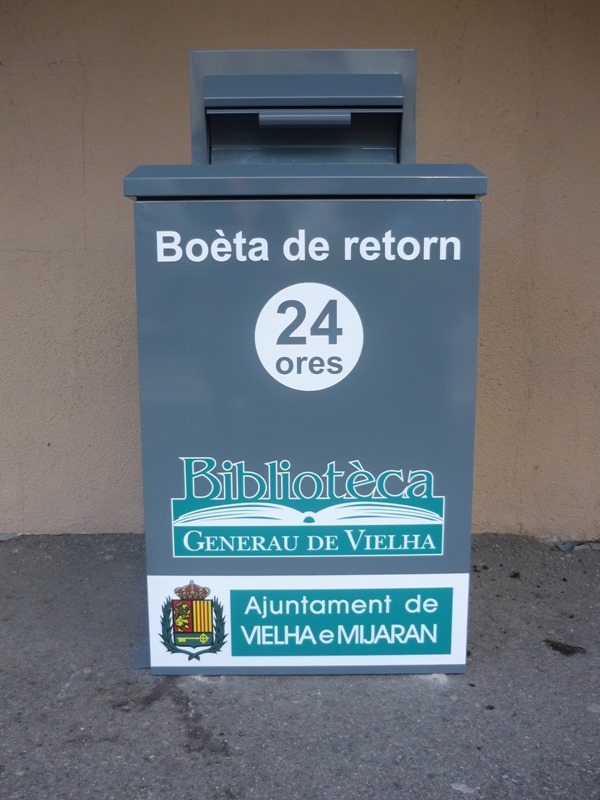 Boèta de retorn
24
ores
Bibliotèca
GENERAU DE VIELHA
Ajuntament de
VIELHA e MIJARAN